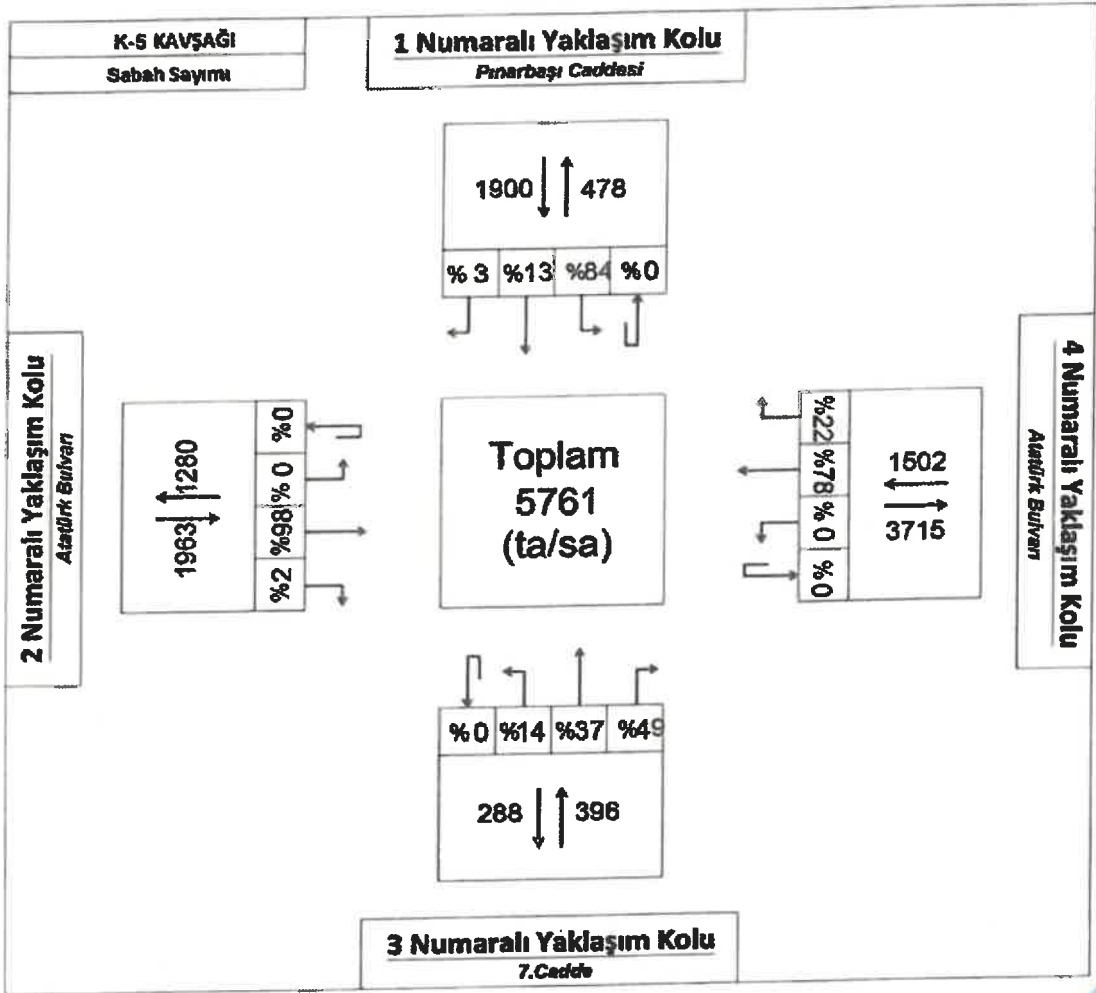 K-5 KAVŞAĞI
Sabah Sayımı
1 Numaralı Yaklaşım Kolu
Pınarbaşı Caddesi
1900 478
% 3 %13 %84 %0
2 Numaralı Yaklaşım Kolu
Atatürk Bulvarı
1280
1963
%0
% 0
%98
%2
Toplam
5761
(ta/sa)
%22
%78
% 0
%0
1502
3715
4 Numaralı Yaklaşım Kolu
Atatürk Bulvarı
% 0 %14 %37 %49
288 396
3 Numaralı Yaklaşım Kolu
7.Cadde